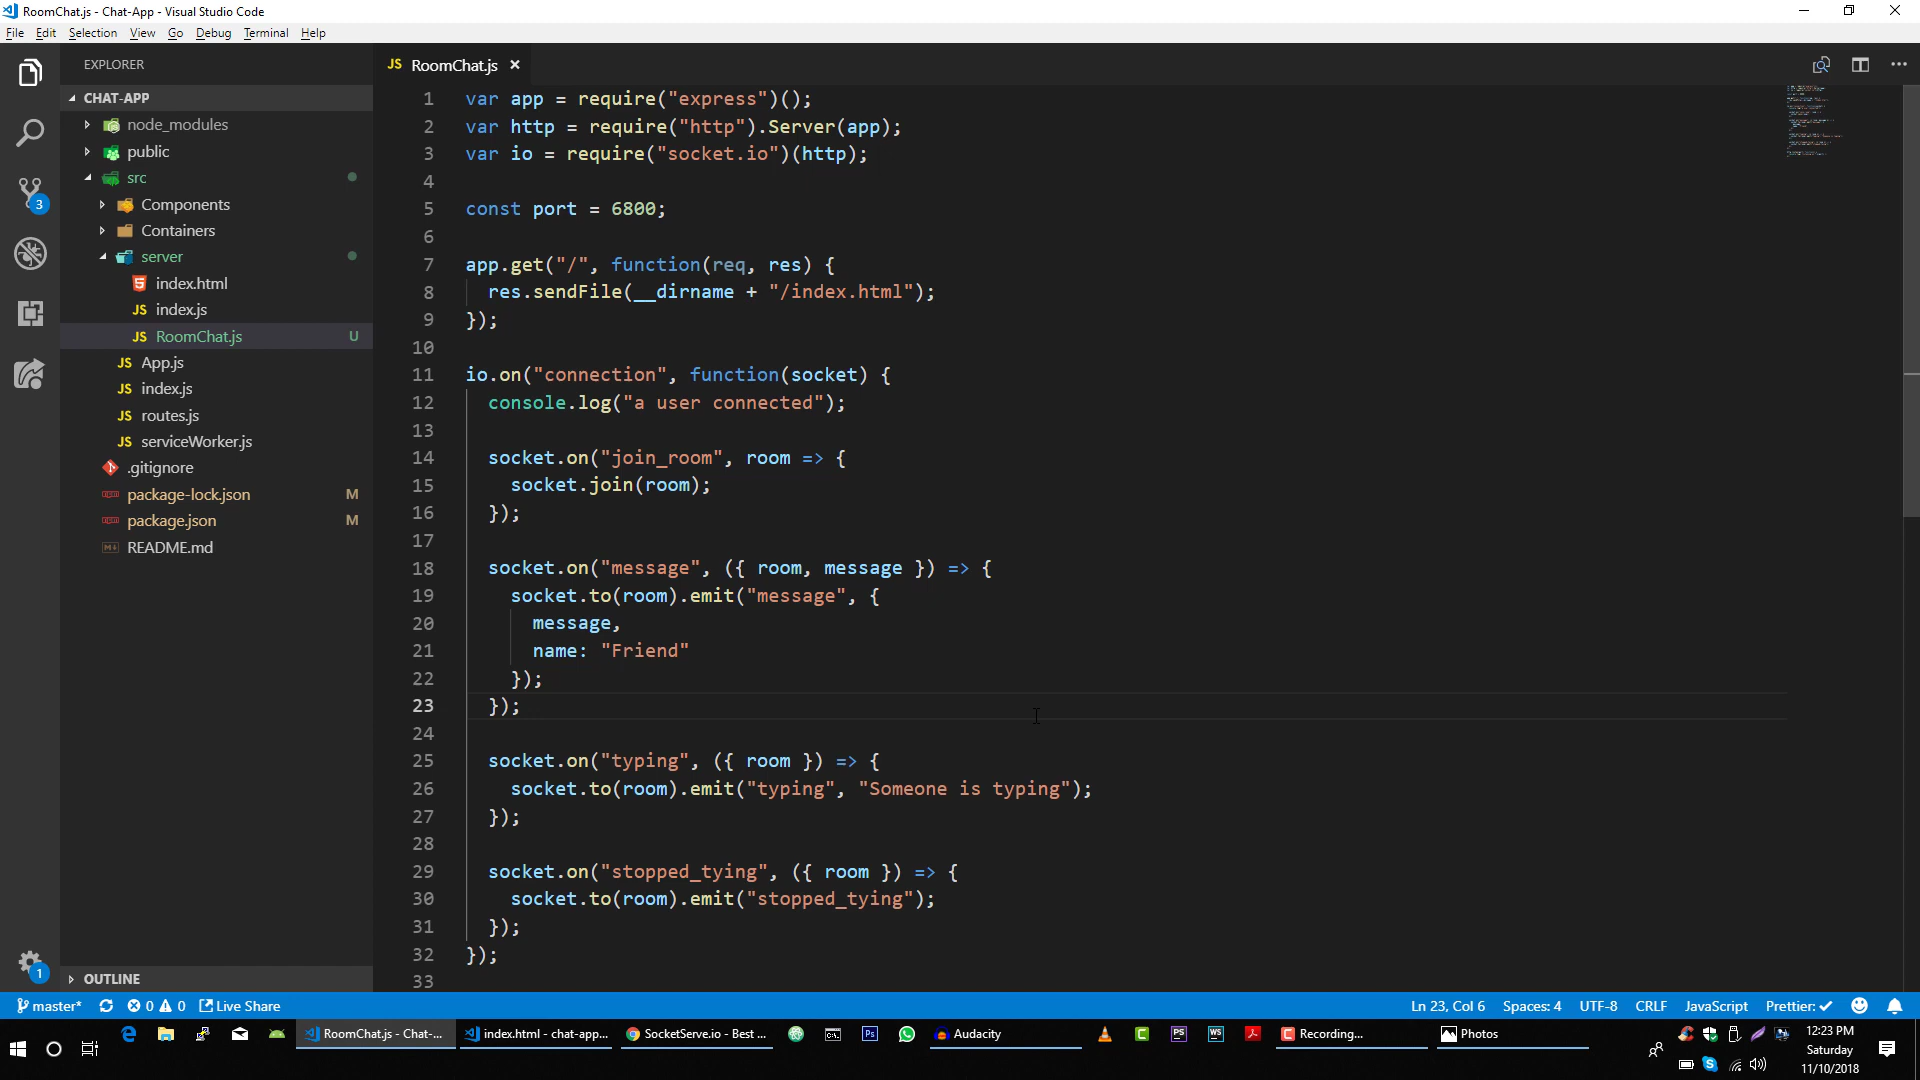 RoomChat.js - Chat-App - Visual Studio Code
File Edit Selection View Go Debug Terminal Help
EXPLORER
CHAT-APP
node_modules
public
src
Components
Containers
server
index.html
index.js
RoomChat.js U
App.js
index.js
routes.js
serviceWorker.js
.gitignore
package-lock.json M
package.json M
README.md
OUTLINE
3
1
JS RoomChat.js
1 var app = require("express")();
2 var http = require("http").Server(app);
3 var io = require("socket.io")(http);
4
5 const port = 6800;
6
7 app.get("/", function(req, res) {
8 res.sendFile(__dirname + "/index.html");
9 });
10
11 io.on("connection", function(socket) {
12 console.log("a user connected");
13
14 socket.on("join_room", room => {
15 socket.join(room);
16 });
17
18 socket.on("message", ({ room, message }) => {
19 socket.to(room).emit("message", {
20 message,
21 name: "Friend"
22 });
23 });
24
25 socket.on("typing", ({ room }) => {
26 socket.to(room).emit("typing", "Someone is typing");
27 });
28
29 socket.on("stopped_tying", ({ room }) => {
30 socket.to(room).emit("stopped_tying");
31 });
32 });
33
master* 0 0 Live Share
Ln 23, Col 6 Spaces: 4 UTF-8 CRLF JavaScript Prettier: ✓
RoomChat.js - Chat-... index.html - chat-app... SocketServe.io - Best ... Audacity Recording... Photos
12:23 PM
Saturday
11/10/2018